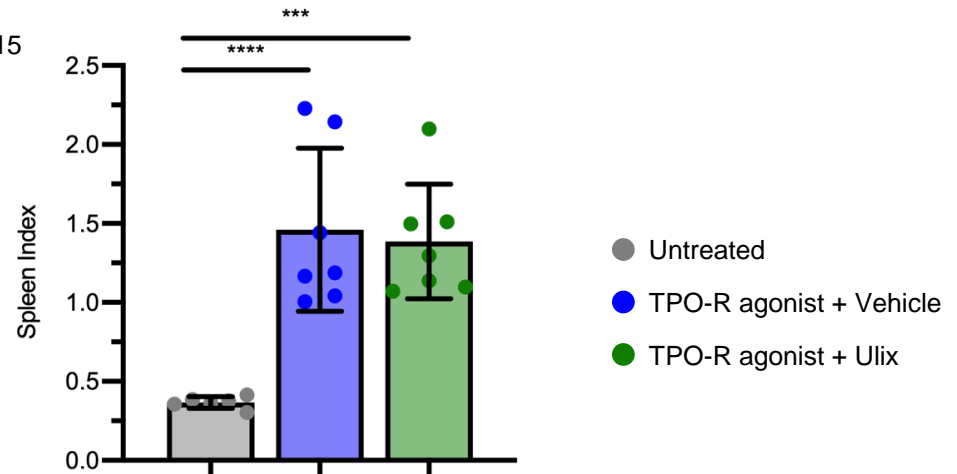 ***
****
2.5
2.0
1.5
1.0
0.5
0.0
Spleen Index
Untreated
TPO-R agonist + Vehicle
TPO-R agonist + Ulix